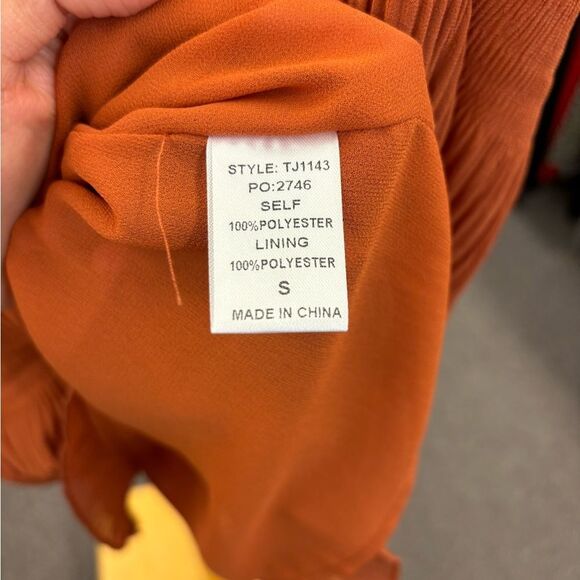 STYLE: TJ1143
PO:2746
SELF
100%POLYESTER
LINING
100%POLYESTER
S
MADE IN CHINA